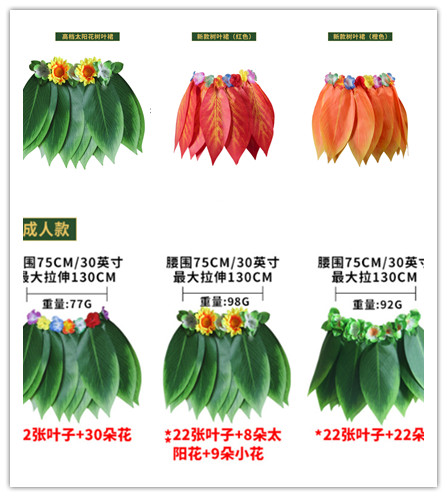 高档太阳花树叶裙
新款树叶裙（红色）
新款树叶裙（橙色）
成人款
围75CM/30英寸
最大拉伸130CM
重量:77G
2张叶子+30朵花
腰围75CM/30英寸
最大拉伸130CM
重量:98G
*22张叶子+8朵太
阳花+9朵小花
腰围75CM/30英
最大拉130CM
重量:92G
*22张叶子+22朵